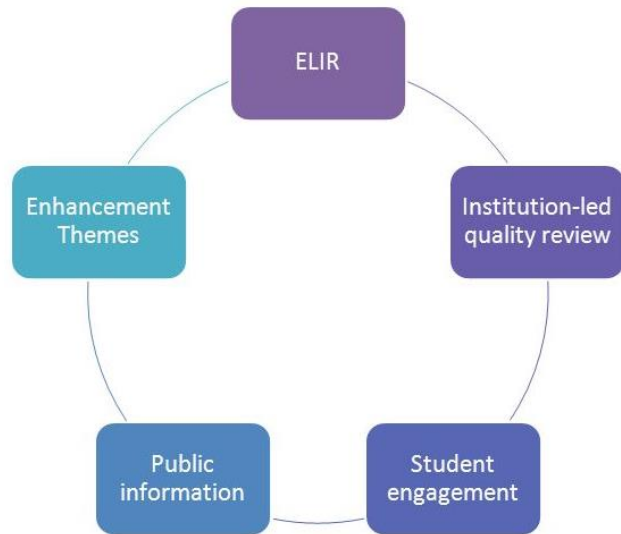 ELIR
Institution-led
quality review
Student
engagement
Public
information
Enhancement
Themes